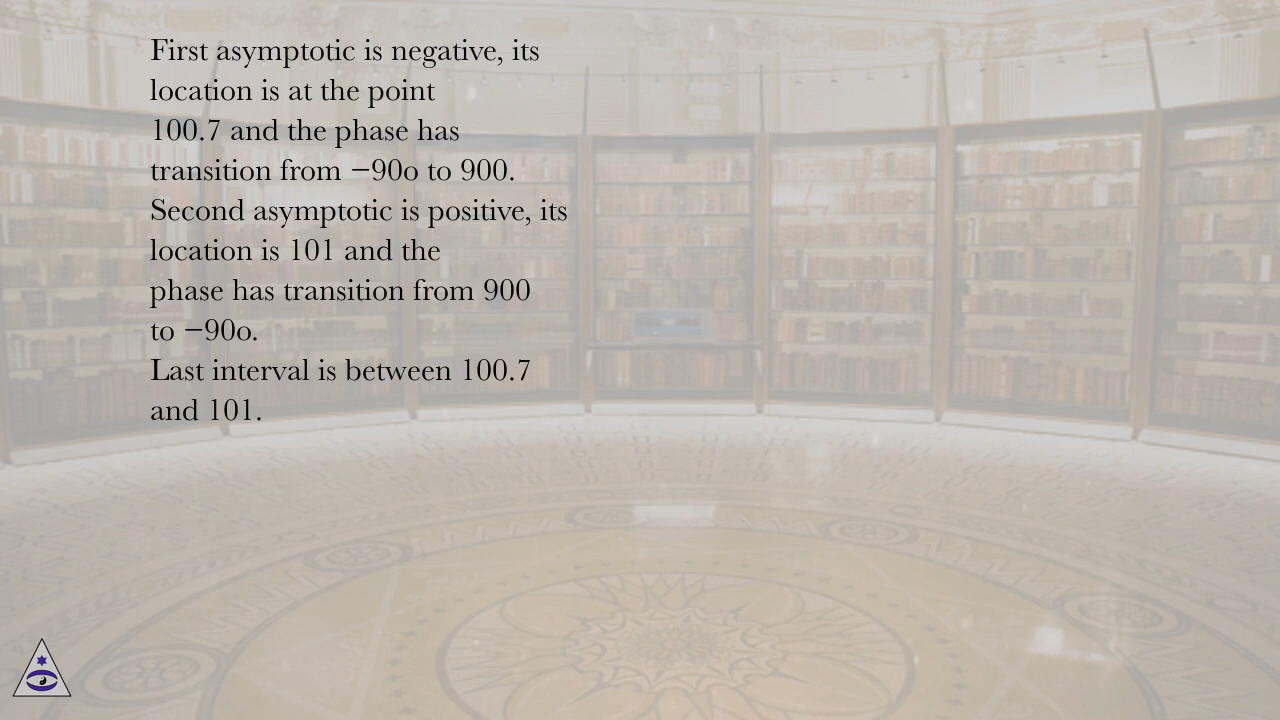 First asymptotic is negative, its
location is at the point
100.7 and the phase has
transition from −90o to 900.
Second asymptotic is positive, its
location is 101 and the
phase has transition from 900
to −90o.
Last interval is between 100.7
and 101.